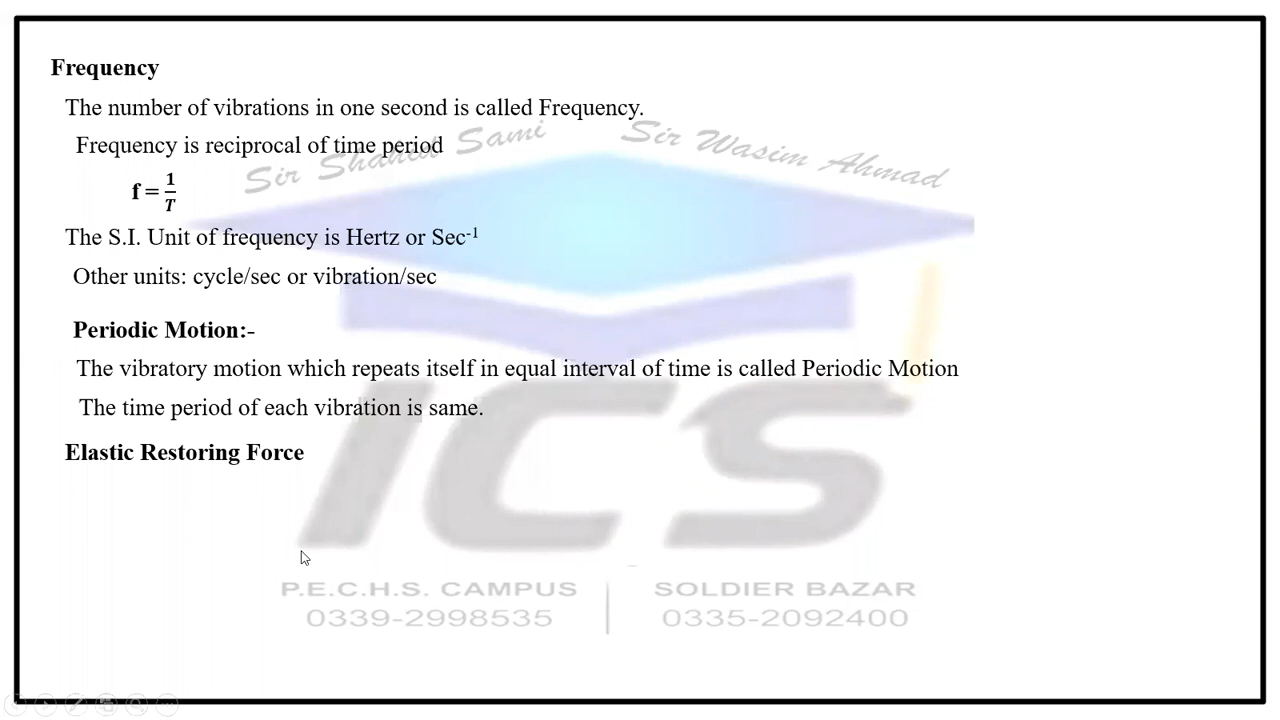 Frequency
The number of vibrations in one second is called Frequency.
Sir Shahid Sami Sir Wasim Ahmad
Frequency is reciprocal of time period
f = 1/T
The S.I. Unit of frequency is Hertz or Sec⁻¹
Other units: cycle/sec or vibration/sec
Periodic Motion:-
The vibratory motion which repeats itself in equal interval of time is called Periodic Motion
The time period of each vibration is same.
Elastic Restoring Force
ICS
P.E.C.H.S. CAMPUS SOLDIER BAZAR
0339-2998535 0335-2092400